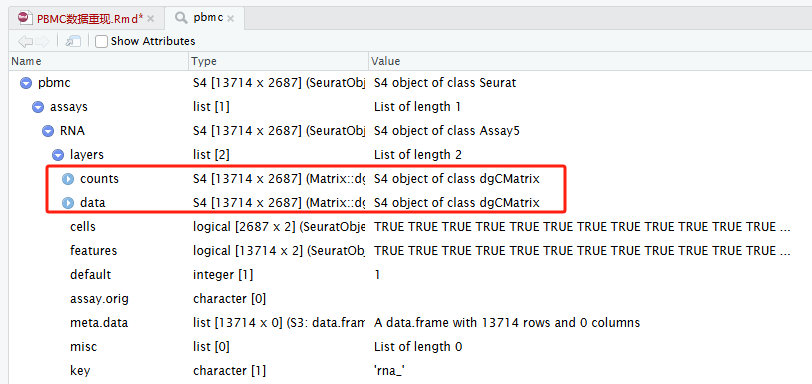 PBMC数据重现.Rmd* × pbmc ×
Show Attributes
Name Type Value
pbmc S4 [13714 x 2687] (SeuratObj S4 object of class Seurat
assays list [1] List of length 1
RNA S4 [13714 x 2687] (SeuratObj S4 object of class Assay5
layers list [2] List of length 2
counts S4 [13714 x 2687] (Matrix::dg S4 object of class dgCMatrix
data S4 [13714 x 2687] (Matrix::dg S4 object of class dgCMatrix
cells logical [2687 x 2] (SeuratObje TRUE TRUE TRUE TRUE TRUE TRUE TRUE TRUE TRUE TRUE TRUE TRUE ...
features logical [13714 x 2] (SeuratOb TRUE TRUE TRUE TRUE TRUE TRUE TRUE TRUE TRUE TRUE TRUE TRUE ...
default integer [1] 1
assay.orig character [0]
meta.data list [13714 x 0] (S3: data.fram A data.frame with 13714 rows and 0 columns
misc list [0] List of length 0
key character [1] 'rna_'